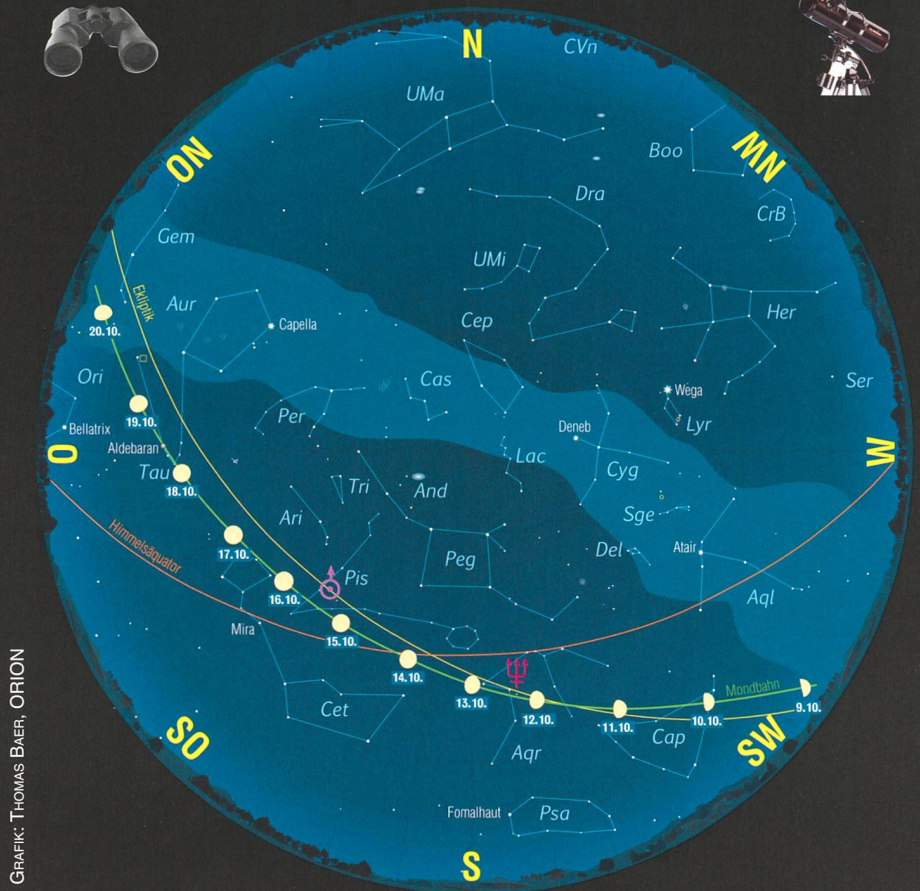 N
CVn
UMa
ON
NW
Boo
Dra
CrB
Gem
UMi
Ekliptik
Aur
Cep
Her
20.10.
Capella
Ori
Cas
Ser
Wega
19.10.
Per
Lyr
Bellatrix
Deneb
O
Aldebaran
Lac
W
Tau
Cyg
18.10.
Tri
And
Ari
Sge
Himmelsäquator
17.10.
Del
Atair
Peg
Pis
16.10.
Aql
Mira
15.10.
14.10.
Mondbahn
13.10.
12.10.
11.10.
10.10.
9.10.
Cet
Cap
SO
SW
Aqr
Fomalhaut
Psa
S
GRAFIK: THOMAS BAER, ORION